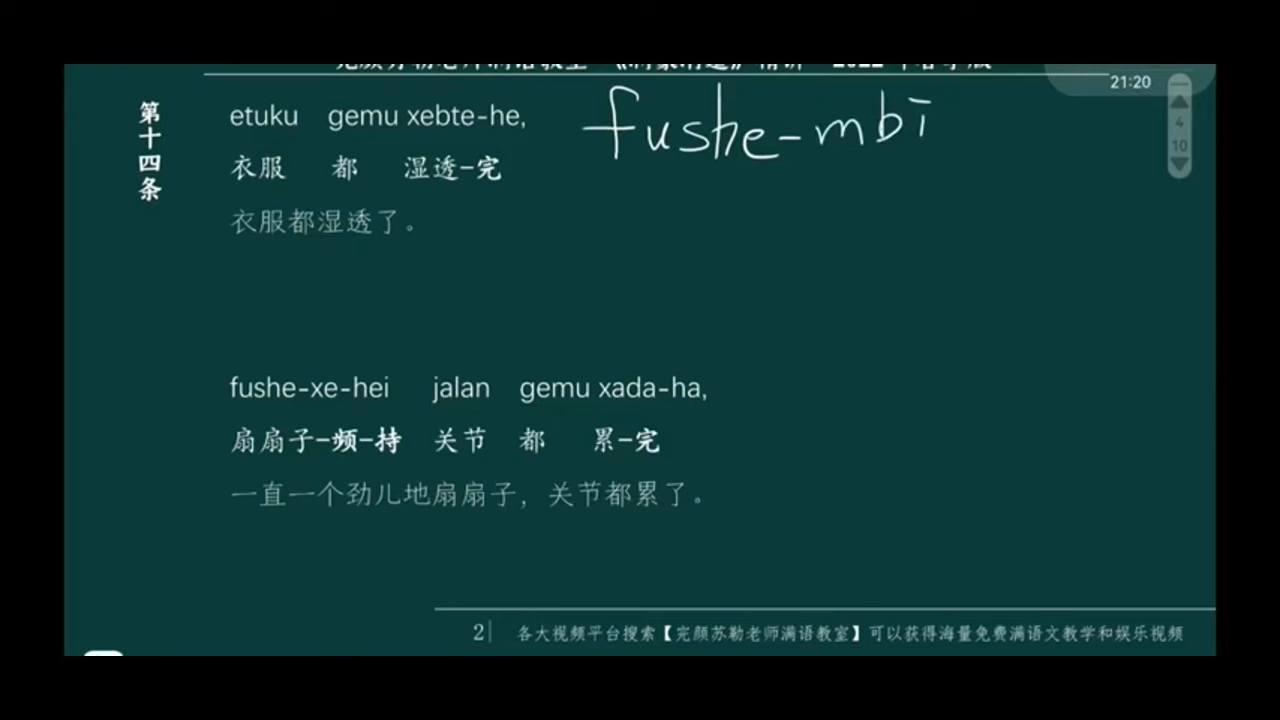 21:20
第十四条
etuku gemu xebte-he,
fushe-mbi
衣服 都 湿透-完
衣服都湿透了。
4
10
fushe-xe-hei jalan gemu xada-ha,
扇扇子-频-持 关节 都 累-完
一直一个劲儿地扇扇子，关节都累了。
2| 各大视频平台搜索【完颜苏勒老师满语教室】可以获得海量免费满语文教学和娱乐视频